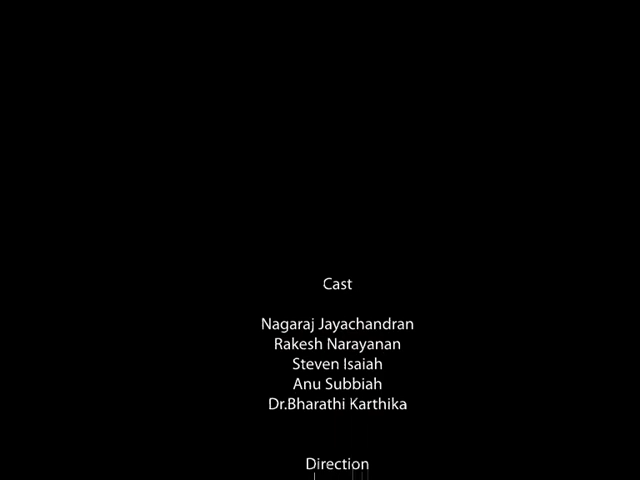 Cast
Nagaraj Jayachandran
Rakesh Narayanan
Steven Isaiah
Anu Subbiah
Dr.Bharathi Karthika
Direction